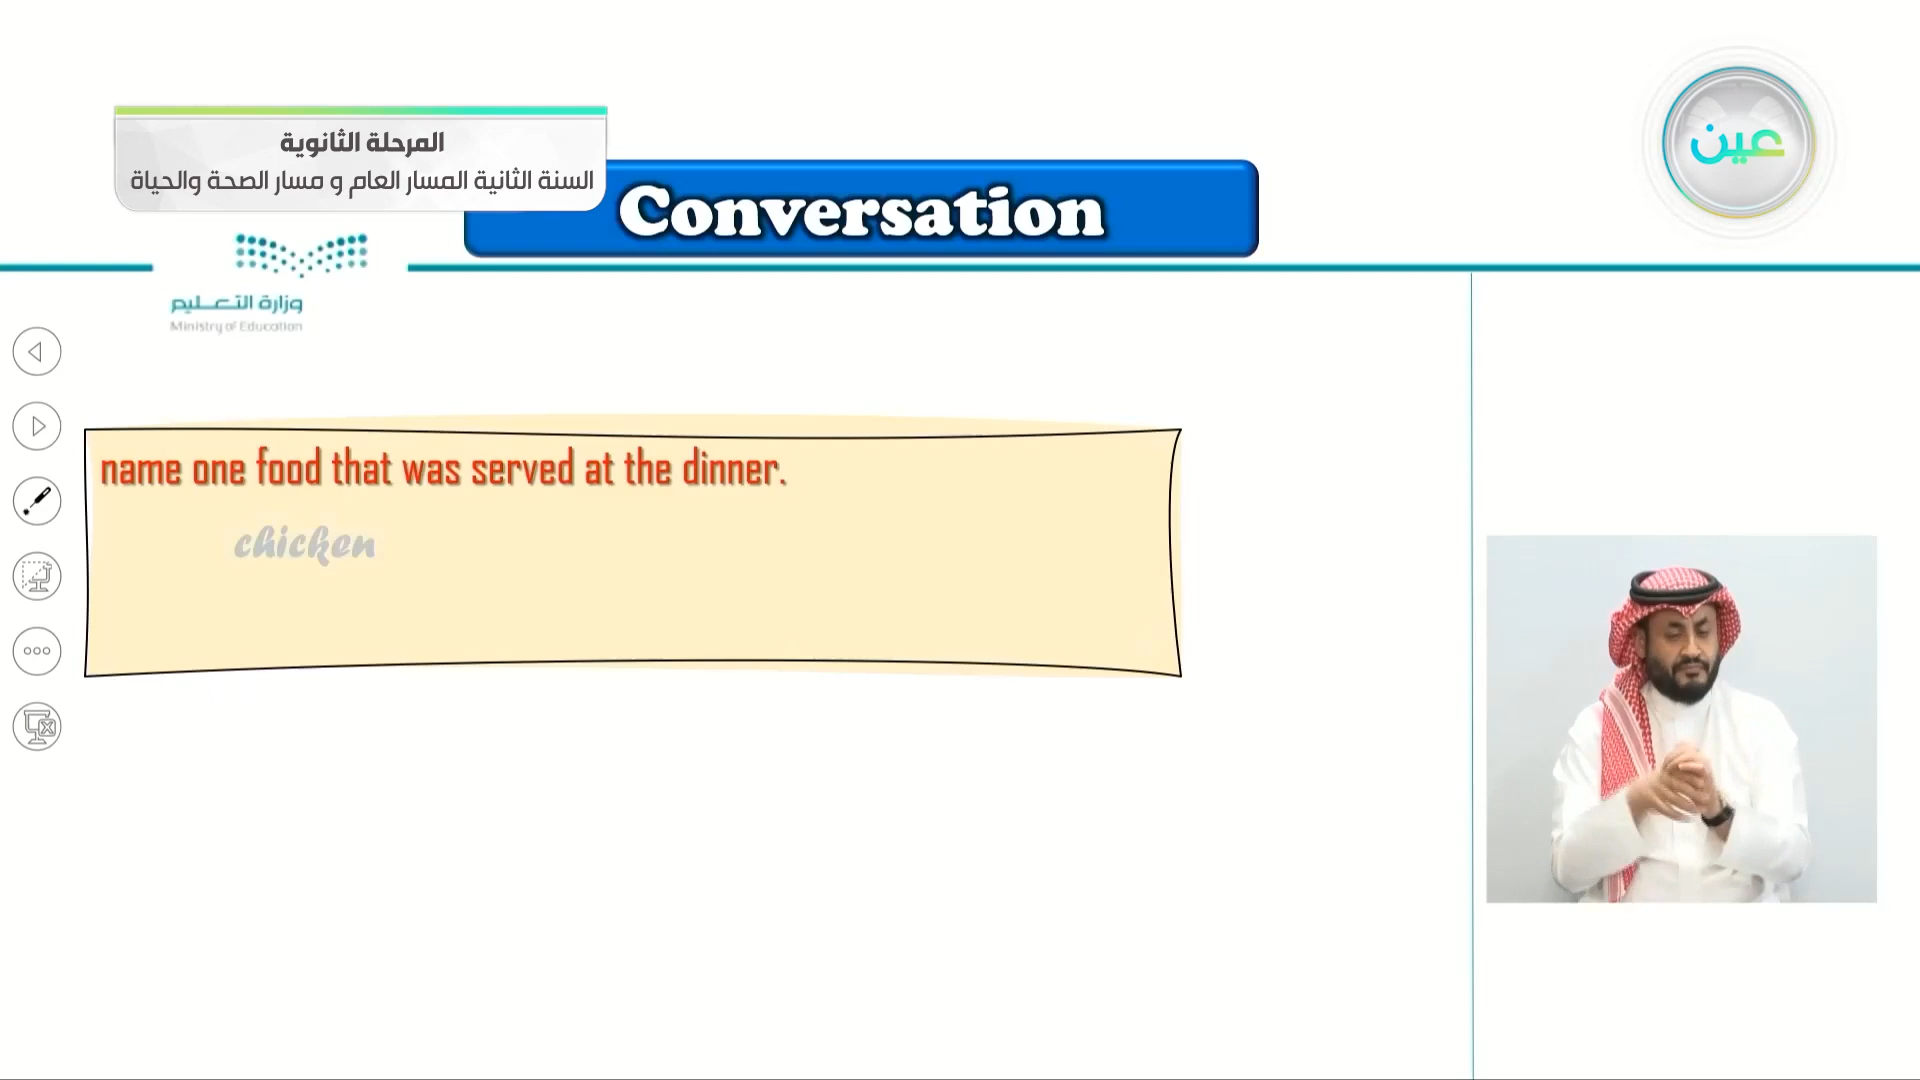 المرحلة الثانوية
السنة الثانية المسار العام و مسار الصحة والحياة
عين
Conversation
وزارة التعليم
Ministry of Education
name one food that was served at the dinner.
chicken